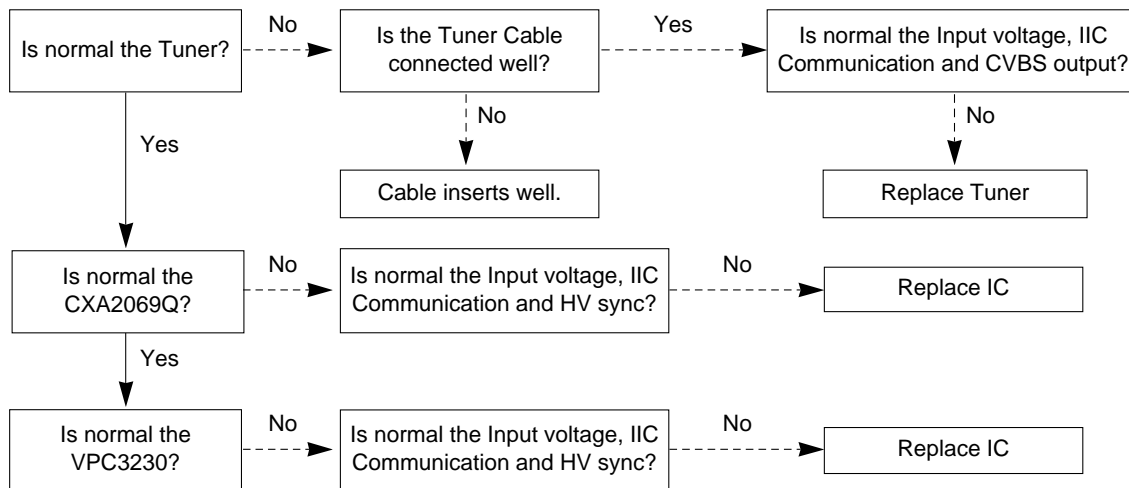 Is normal the Tuner?
No
Is the Tuner Cable
connected well?
Yes
Is normal the Input voltage, IIC
Communication and CVBS output?
Yes
No
No
Cable inserts well.
Replace Tuner
Is normal the
CXA2069Q?
No
Is normal the Input voltage, IIC
Communication and HV sync?
No
Replace IC
Yes
Is normal the
VPC3230?
No
Is normal the Input voltage, IIC
Communication and HV sync?
No
Replace IC